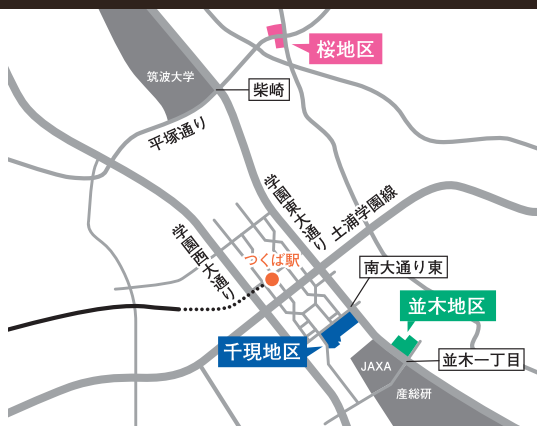 桜地区
筑波大学
柴崎
平塚通り
学園東大通り
土浦学園線
学園西大通り
つくば駅
南大通り東
並木地区
千現地区
並木一丁目
JAXA
産総研